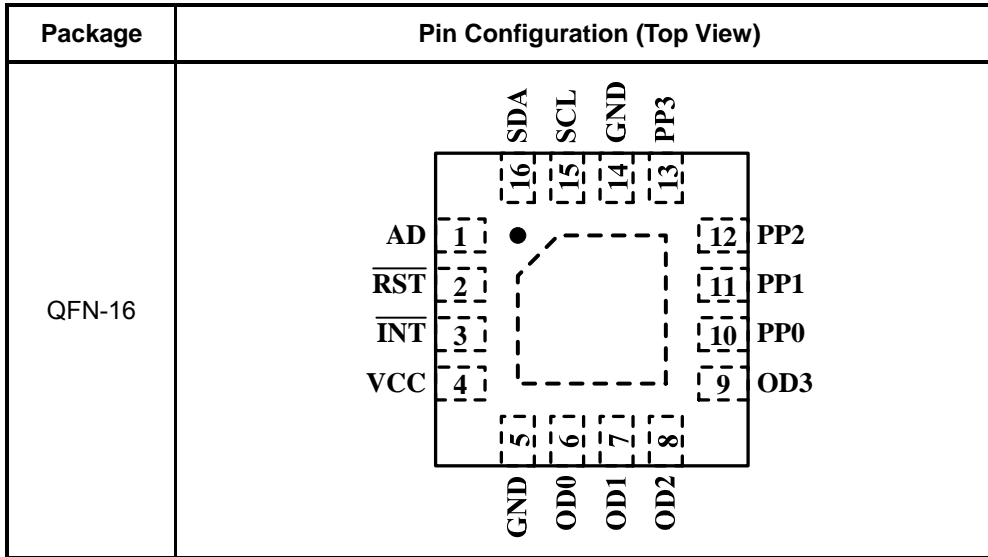 Package
Pin Configuration (Top View)
QFN-16
SDA
SCL
GND
PP3
16
15
14
13
AD 1
RST 2
INT 3
VCC 4
12 PP2
11 PP1
10 PP0
9 OD3
5
6
7
8
GND
OD0
OD1
OD2